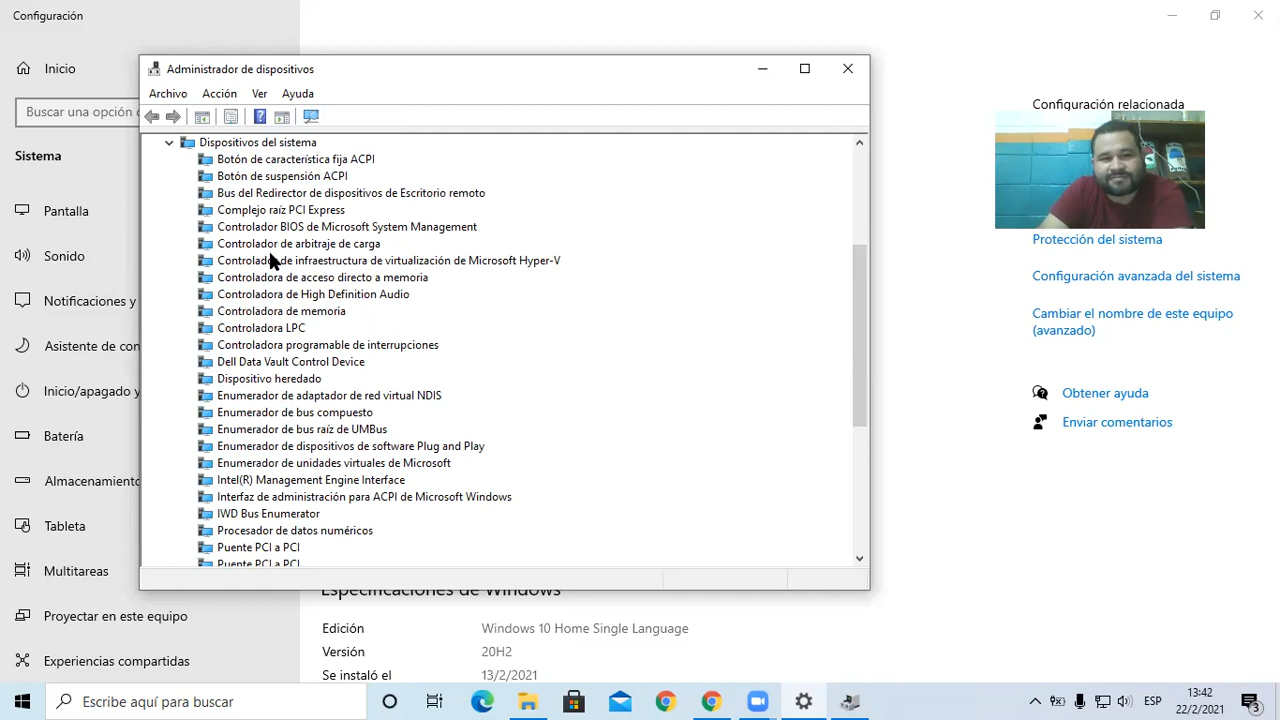 Configuración
Inicio
Buscar una opción d
Sistema
Pantalla
Sonido
Notificaciones y
Asistente de con
Inicio/apagado y
Batería
Almacenamiento
Tableta
Multitareas
Proyectar en este equipo
Experiencias compartidas
Administrador de dispositivos
Archivo Acción Ver Ayuda
Dispositivos del sistema
Botón de característica fija ACPI
Botón de suspensión ACPI
Bus del Redirector de dispositivos de Escritorio remoto
Complejo raíz PCI Express
Controlador BIOS de Microsoft System Management
Controlador de arbitraje de carga
Controlador de infraestructura de virtualización de Microsoft Hyper-V
Controladora de acceso directo a memoria
Controladora de High Definition Audio
Controladora de memoria
Controladora LPC
Controladora programable de interrupciones
Dell Data Vault Control Device
Dispositivo heredado
Enumerador de adaptador de red virtual NDIS
Enumerador de bus compuesto
Enumerador de bus raíz de UMBus
Enumerador de dispositivos de software Plug and Play
Enumerador de unidades virtuales de Microsoft
Intel(R) Management Engine Interface
Interfaz de administración para ACPI de Microsoft Windows
IWD Bus Enumerator
Procesador de datos numéricos
Puente PCI a PCI
Puente PCI a PCI
Especificaciones de Windows
Edición Windows 10 Home Single Language
Versión 20H2
Se instaló el 13/2/2021
Configuración relacionada
Protección del sistema
Configuración avanzada del sistema
Cambiar el nombre de este equipo
(avanzado)
Obtener ayuda
Enviar comentarios
Escribe aquí para buscar
ESP
13:42
22/2/2021
3